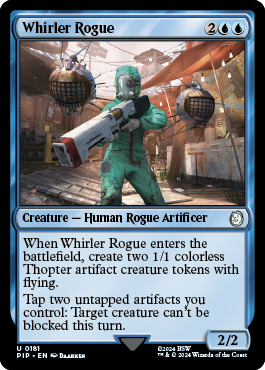 Whirler Rogue 2
Creature — Human Rogue Artificer
When Whirler Rogue enters the
battlefield, create two 1/1 colorless
Thopter artifact creature tokens with
flying.
Tap two untapped artifacts you
control: Target creature can't be
blocked this turn.
2/2
U 0181
PIP • EN Daarken
©2024 BSW
™ & © 2024 Wizards of the Coast